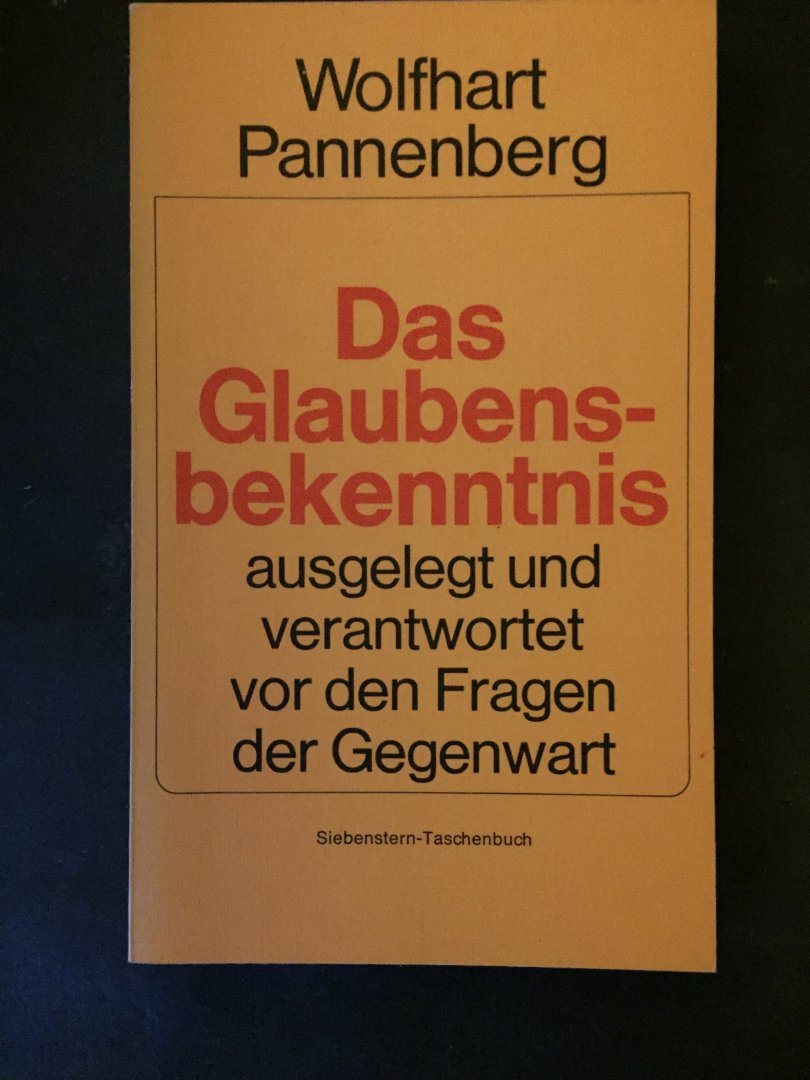 Wolfhart
Pannenberg
Das
Glaubens-
bekenntnis
ausgelegt und
verantwortet
vor den Fragen
der Gegenwart
Siebenstern-Taschenbuch